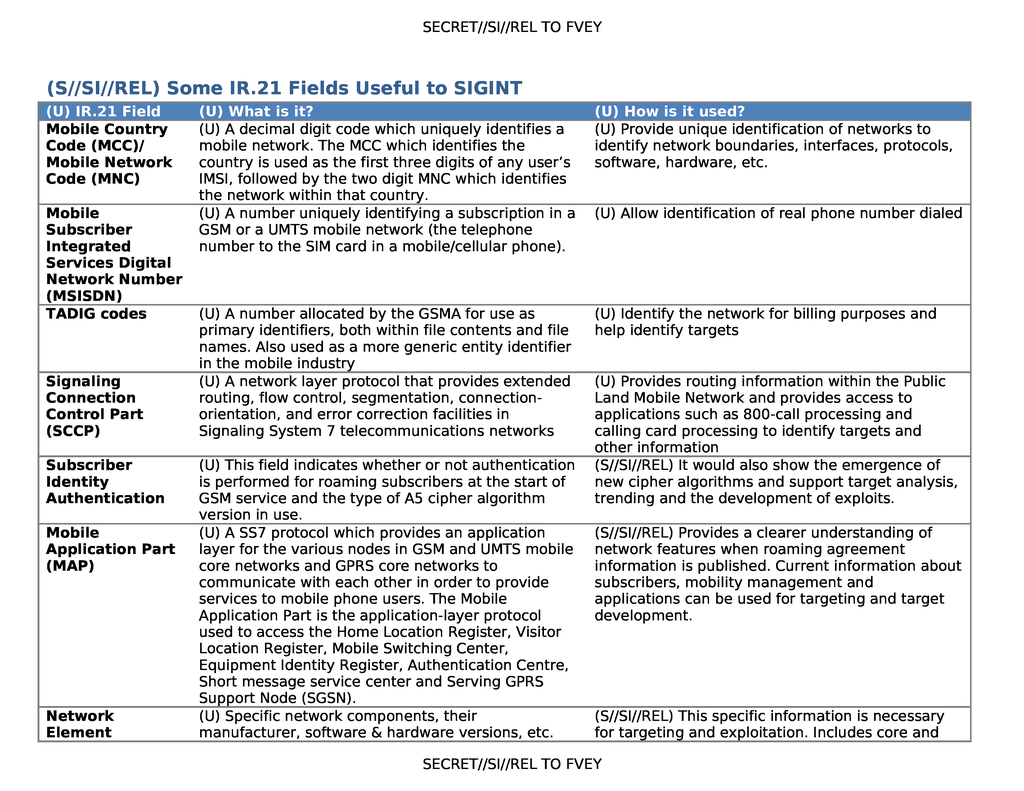 SECRET//SI//REL TO FVEY
(S//SI//REL) Some IR.21 Fields Useful to SIGINT
(U) IR.21 Field
(U) What is it?
(U) How is it used?
Mobile Country
Code (MCC)/
Mobile Network
Code (MNC)
(U) A decimal digit code which uniquely identifies a
mobile network. The MCC which identifies the
country is used as the first three digits of any user’s
IMSI, followed by the two digit MNC which identifies
the network within that country.
(U) Provide unique identification of networks to
identify network boundaries, interfaces, protocols,
software, hardware, etc.
Mobile
Subscriber
Integrated
Services Digital
Network Number
(MSISDN)
(U) A number uniquely identifying a subscription in a
GSM or a UMTS mobile network (the telephone
number to the SIM card in a mobile/cellular phone).
(U) Allow identification of real phone number dialed
TADIG codes
(U) A number allocated by the GSMA for use as
primary identifiers, both within file contents and file
names. Also used as a more generic entity identifier
in the mobile industry
(U) Identify the network for billing purposes and
help identify targets
Signaling
Connection
Control Part
(SCCP)
(U) A network layer protocol that provides extended
routing, flow control, segmentation, connection-
orientation, and error correction facilities in
Signaling System 7 telecommunications networks
(U) Provides routing information within the Public
Land Mobile Network and provides access to
applications such as 800-call processing and
calling card processing to identify targets and
other information
Subscriber
Identity
Authentication
(U) This field indicates whether or not authentication
is performed for roaming subscribers at the start of
GSM service and the type of A5 cipher algorithm
version in use.
(S//SI//REL) It would also show the emergence of
new cipher algorithms and support target analysis,
trending and the development of exploits.
Mobile
Application Part
(MAP)
(U) A SS7 protocol which provides an application
layer for the various nodes in GSM and UMTS mobile
core networks and GPRS core networks to
communicate with each other in order to provide
services to mobile phone users. The Mobile
Application Part is the application-layer protocol
used to access the Home Location Register, Visitor
Location Register, Mobile Switching Center,
Equipment Identity Register, Authentication Centre,
Short message service center and Serving GPRS
Support Node (SGSN).
(S//SI//REL) Provides a clearer understanding of
network features when roaming agreement
information is published. Current information about
subscribers, mobility management and
applications can be used for targeting and target
development.
Network
Element
(U) Specific network components, their
manufacturer, software & hardware versions, etc.
(S//SI//REL) This specific information is necessary
for targeting and exploitation. Includes core and
SECRET//SI//REL TO FVEY